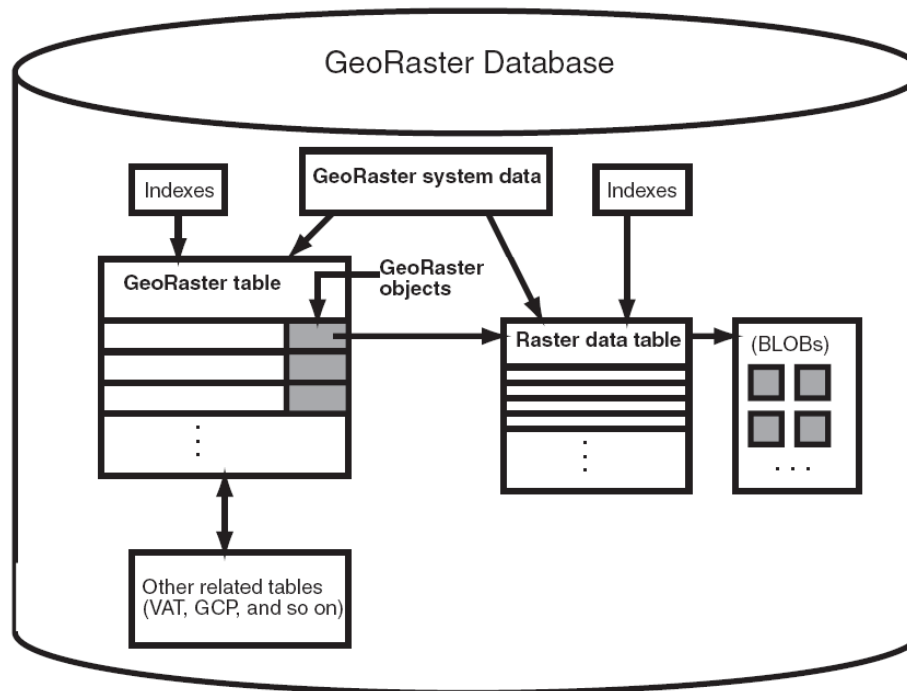 GeoRaster Database
Indexes
GeoRaster system data
Indexes
GeoRaster table
GeoRaster
objects
Raster data table
(BLOBs)
. . .
Other related tables
(VAT, GCP, and so on)